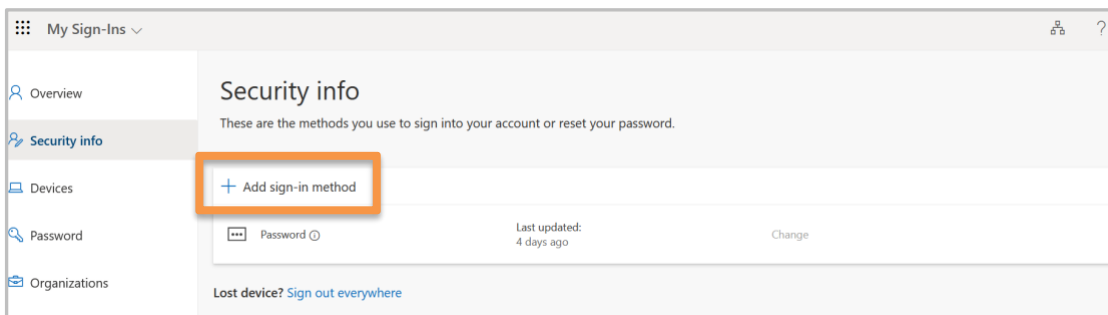 My Sign-Ins
?
Overview
Security info
Devices
Password
Organizations
Security info
These are the methods you use to sign into your account or reset your password.
+ Add sign-in method
Password
Last updated:
4 days ago
Change
Lost device? Sign out everywhere